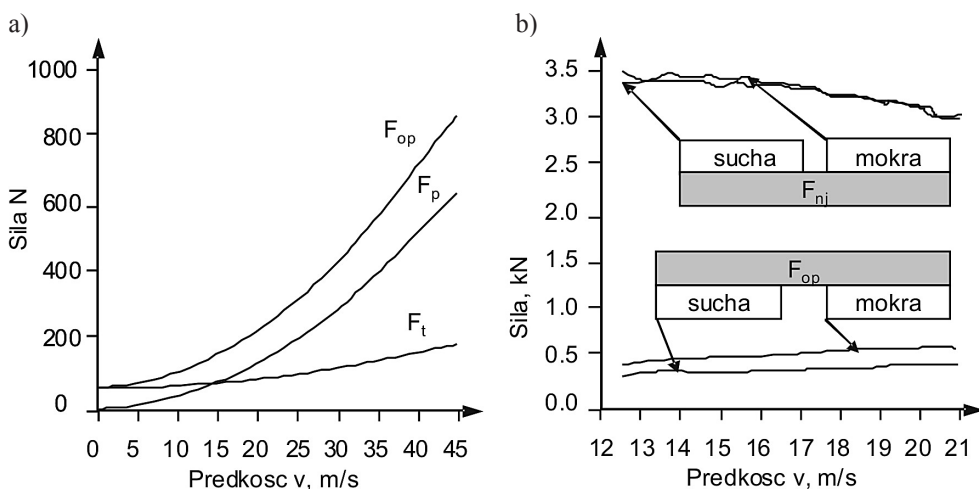 a)
1000
800
600
400
200
0
Sila N
F_op
F_p
F_t
0 5 10 15 20 25 30 35 40 45
Predkosc v, m/s
b)
3.5
3.0
2.5
2.0
1.5
1.0
0.5
0.0
Sila, kN
sucha mokra
F_nj
F_op
sucha mokra
12 13 14 15 16 17 18 19 20 21
Predkosc v, m/s